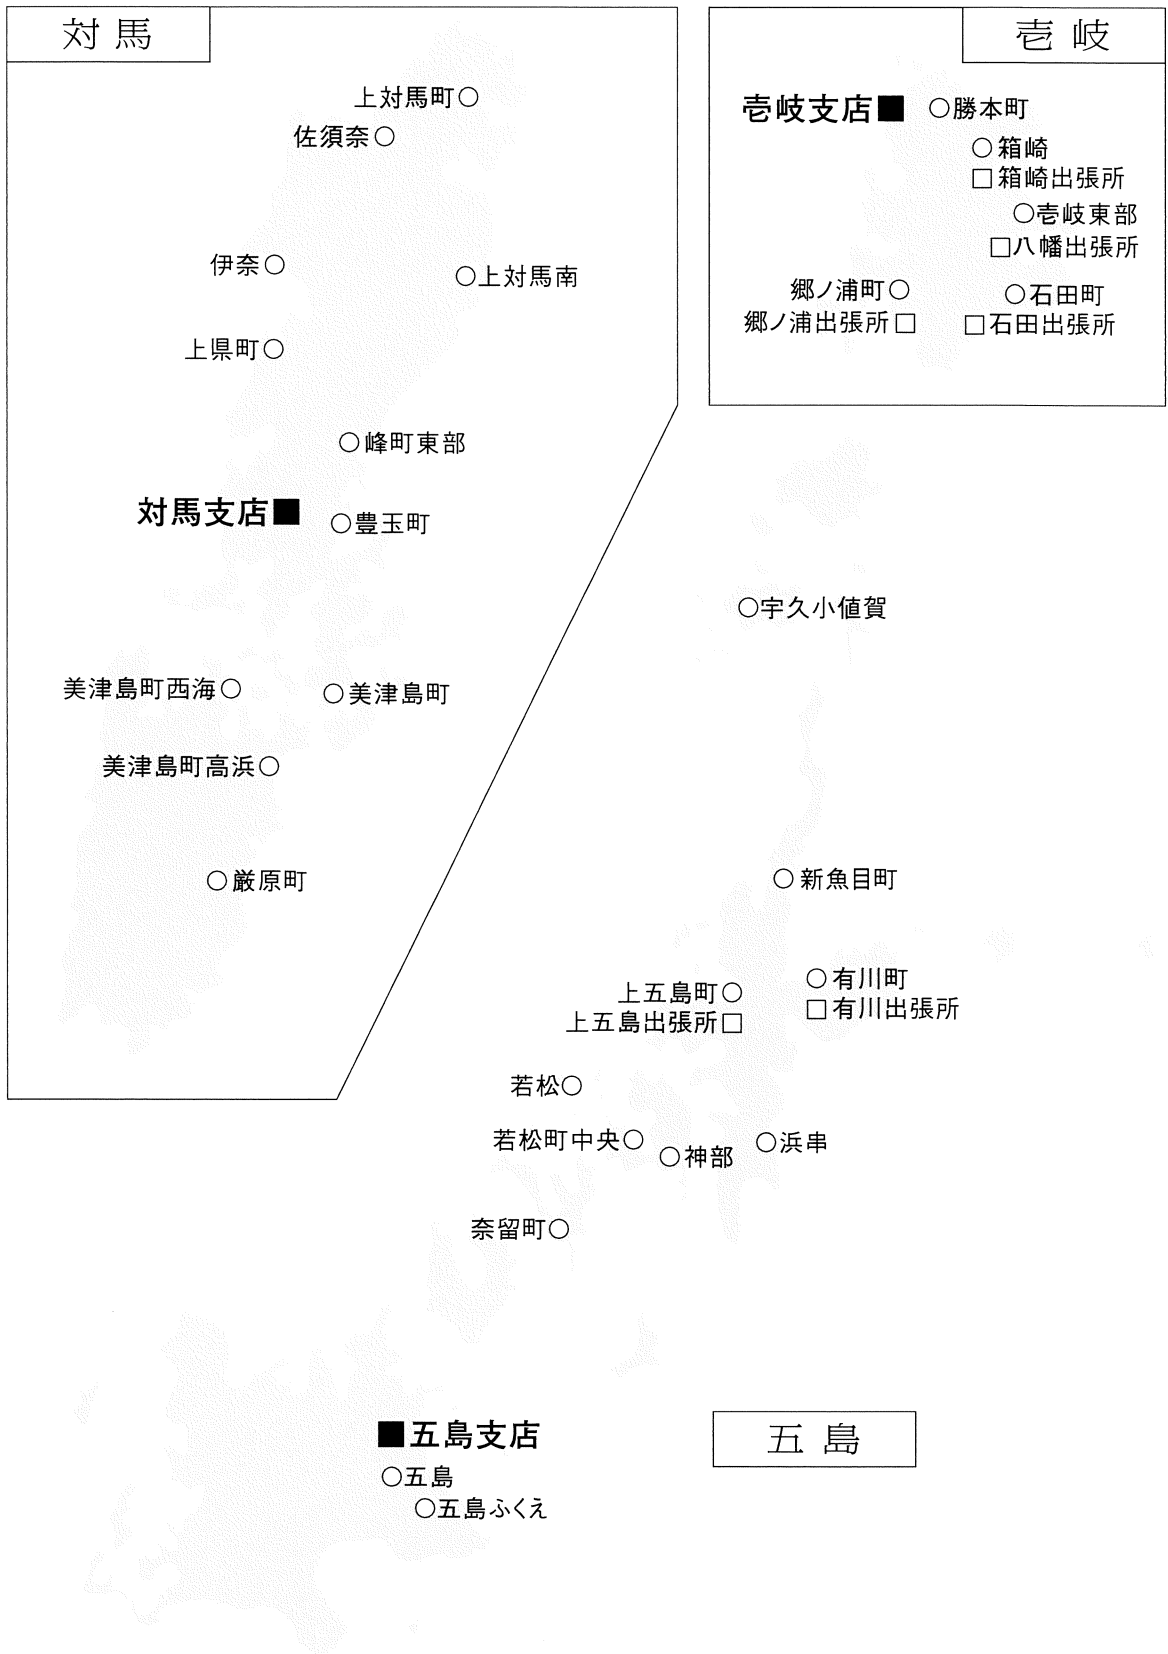 対馬
上対馬町○
佐須奈○
伊奈○
○上対馬南
上県町○
○峰町東部
対馬支店■
○豊玉町
美津島町西海○
○美津島町
美津島町高浜○
○厳原町
壱岐
壱岐支店■
○勝本町
○箱崎
□箱崎出張所
○壱岐東部
□八幡出張所
郷ノ浦町○
郷ノ浦出張所□
○石田町
□石田出張所
○宇久小値賀
○新魚目町
上五島町○
上五島出張所□
○有川町
□有川出張所
若松○
若松町中央○
○神部
○浜串
奈留町○
■五島支店
○五島
○五島ふくえ
五島